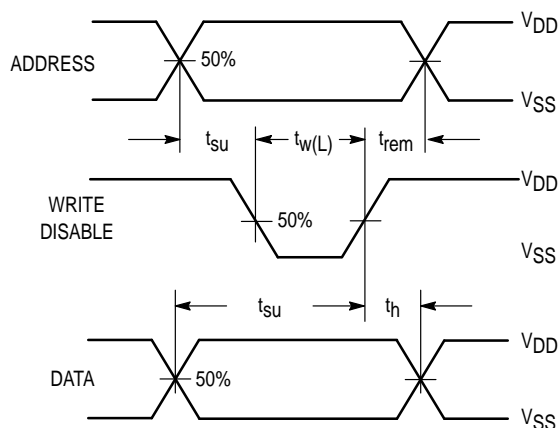 VDD
ADDRESS
50%
VSS
tsu
tw(L)
trem
VDD
WRITE
DISABLE
50%
VSS
tsu
th
VDD
DATA
50%
VSS